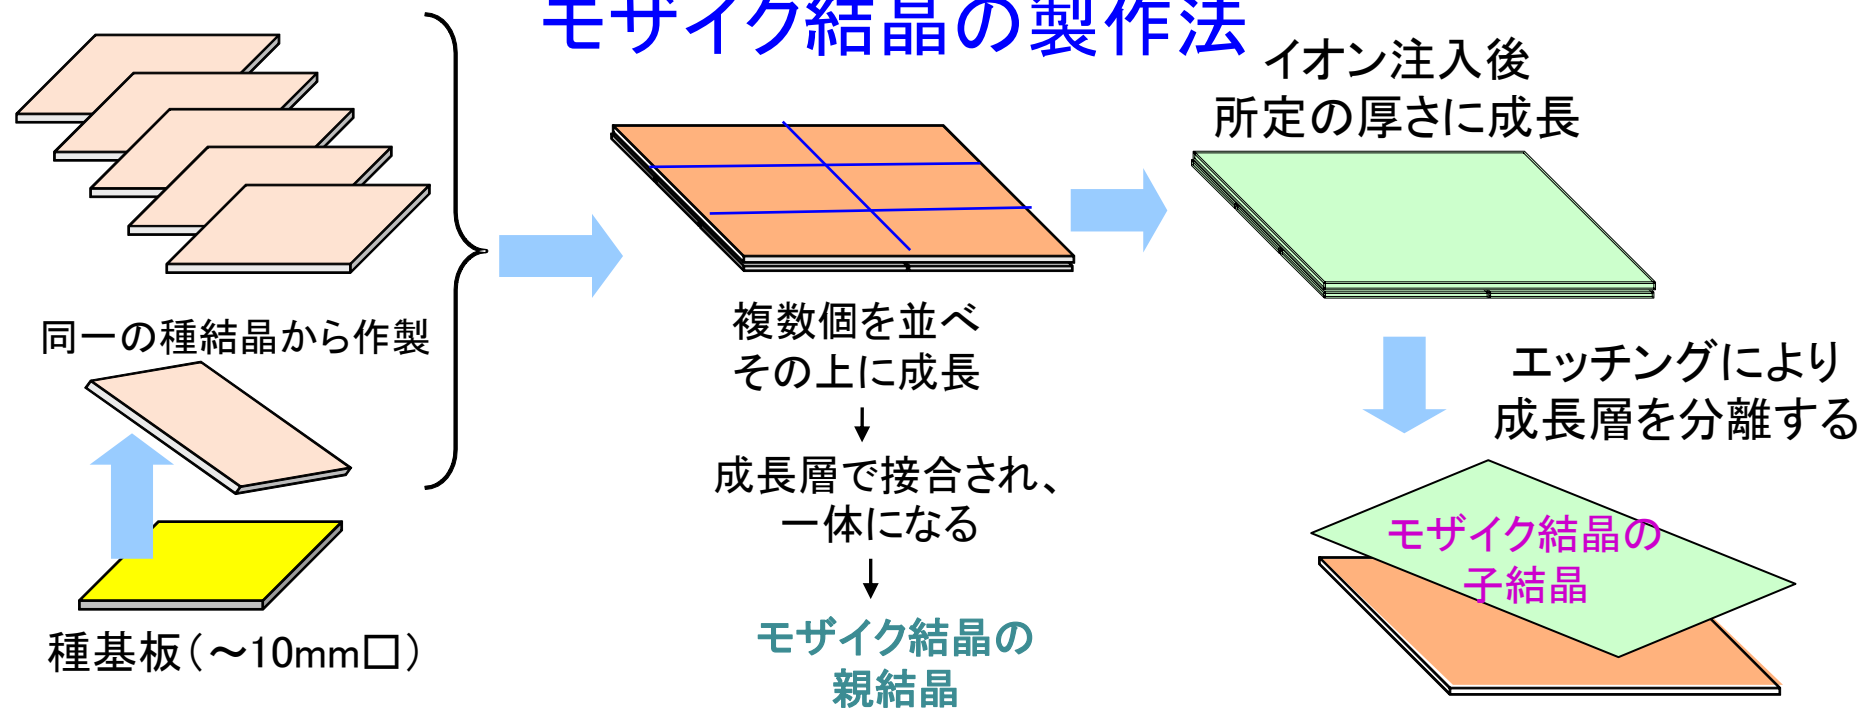 モザイク結晶の製作法
同一の種結晶から作製
種基板(～10mm□)
複数個を並べ
その上に成長
↓
成長層で接合され、
一体になる
↓
モザイク結晶の
親結晶
イオン注入後
所定の厚さに成長
エッチングにより
成長層を分離する
モザイク結晶の
子結晶